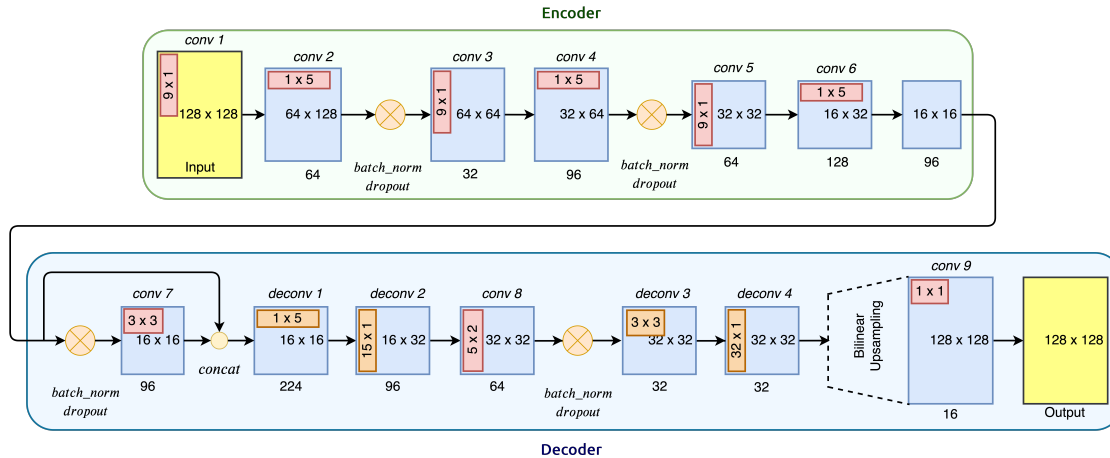 Encoder
conv 1
9 x 1
128 x 128
Input
conv 2
1 x 5
64 x 128
64
batch_norm
dropout
conv 3
9 x 1
64 x 64
32
conv 4
1 x 5
32 x 64
96
batch_norm
dropout
conv 5
9 x 1
32 x 32
64
conv 6
1 x 5
16 x 32
128
16 x 16
96
batch_norm
dropout
conv 7
3 x 3
16 x 16
96
concat
deconv 1
1 x 5
16 x 16
224
deconv 2
15 x 1
16 x 32
96
conv 8
5 x 2
32 x 32
64
batch_norm
dropout
deconv 3
3 x 3
32 x 32
32
deconv 4
32 x 1
32 x 32
32
Bilinear
Upsampling
conv 9
1 x 1
128 x 128
16
128 x 128
Output
Decoder